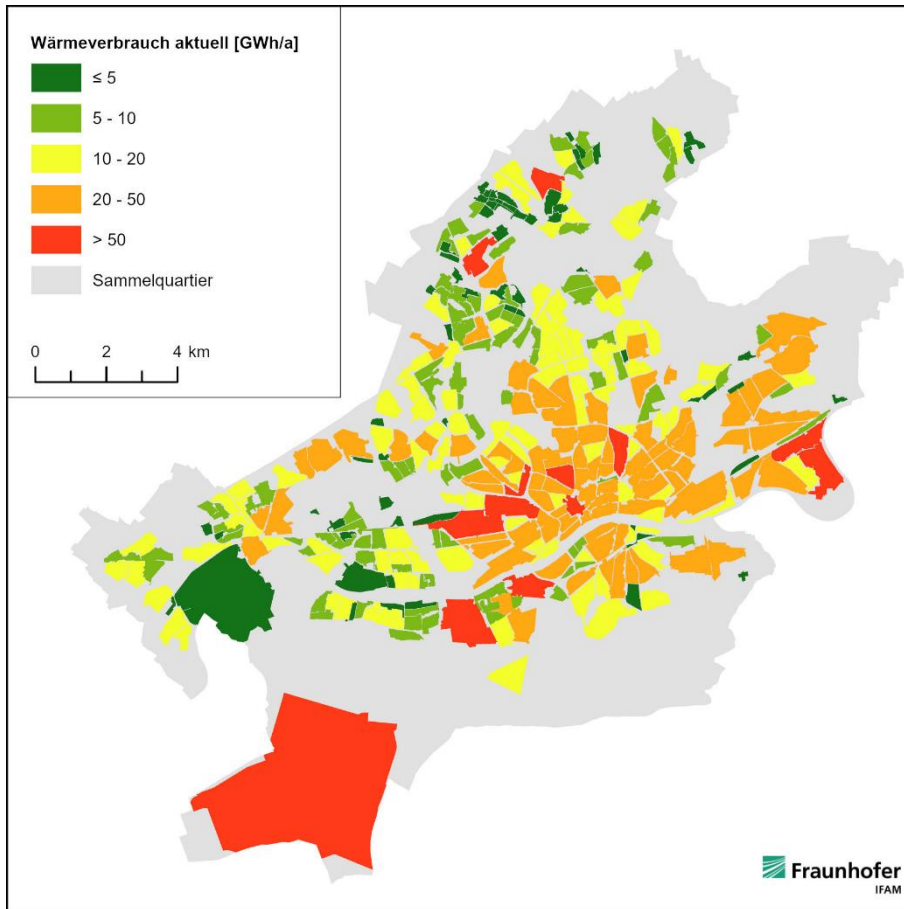 Wärmeverbrauch aktuell [GWh/a]
≤ 5
5 - 10
10 - 20
20 - 50
> 50
Sammelquartier
0 2 4 km
Fraunhofer
IFAM